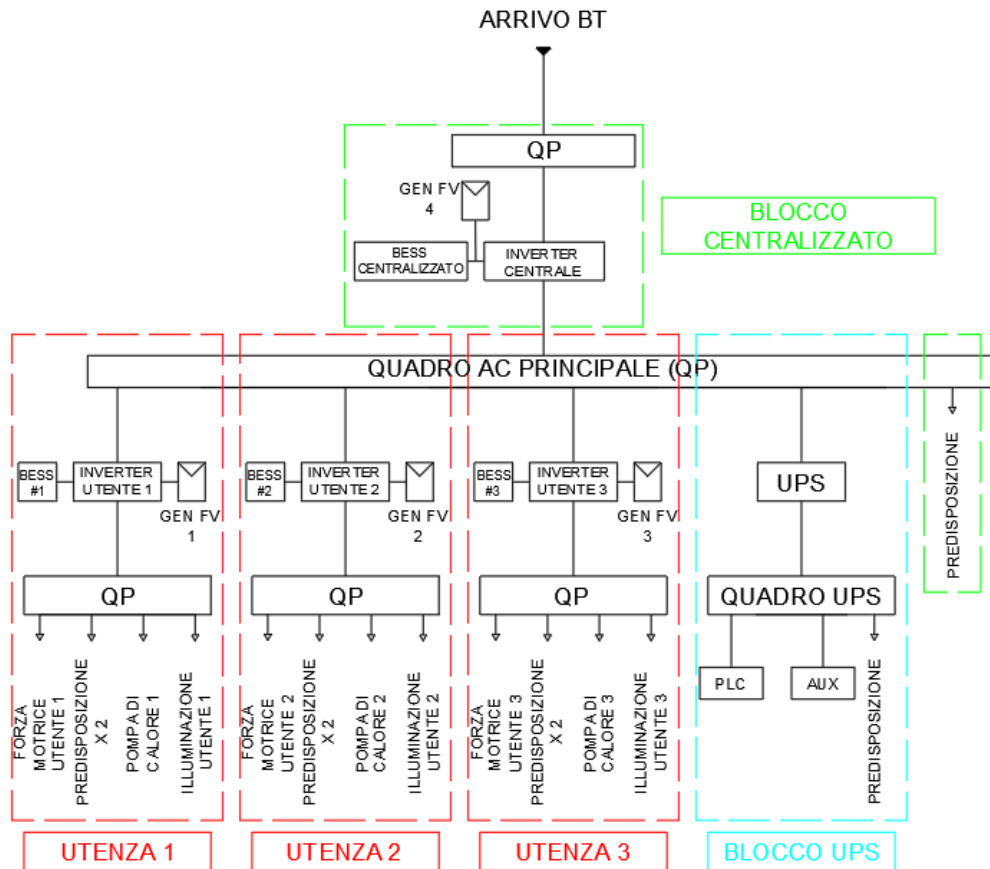 ARRIVO BT
QP
GEN FV
4
BESS
CENTRALIZZATO
INVERTER
CENTRALE
BLOCCO
CENTRALIZZATO
QUADRO AC PRINCIPALE (QP)
BESS
#1
INVERTER
UTENTE 1
GEN FV
1
BESS
#2
INVERTER
UTENTE 2
GEN FV
2
BESS
#3
INVERTER
UTENTE 3
GEN FV
3
UPS
PREDISPOSIZIONE
QP
QP
QP
QUADRO UPS
FORZA
MOTRICE
UTENTE 1
PREDISPOSIZIONE
X 2
POMPA DI
CALORE 1
ILLUMINAZIONE
UTENTE 1
FORZA
MOTRICE
UTENTE 2
PREDISPOSIZIONE
X 2
POMPA DI
CALORE 2
ILLUMINAZIONE
UTENTE 2
FORZA
MOTRICE
UTENTE 3
PREDISPOSIZIONE
X 2
POMPA DI
CALORE 3
ILLUMINAZIONE
UTENTE 3
PLC
AUX
PREDISPOSIZIONE
UTENZA 1
UTENZA 2
UTENZA 3
BLOCCO UPS